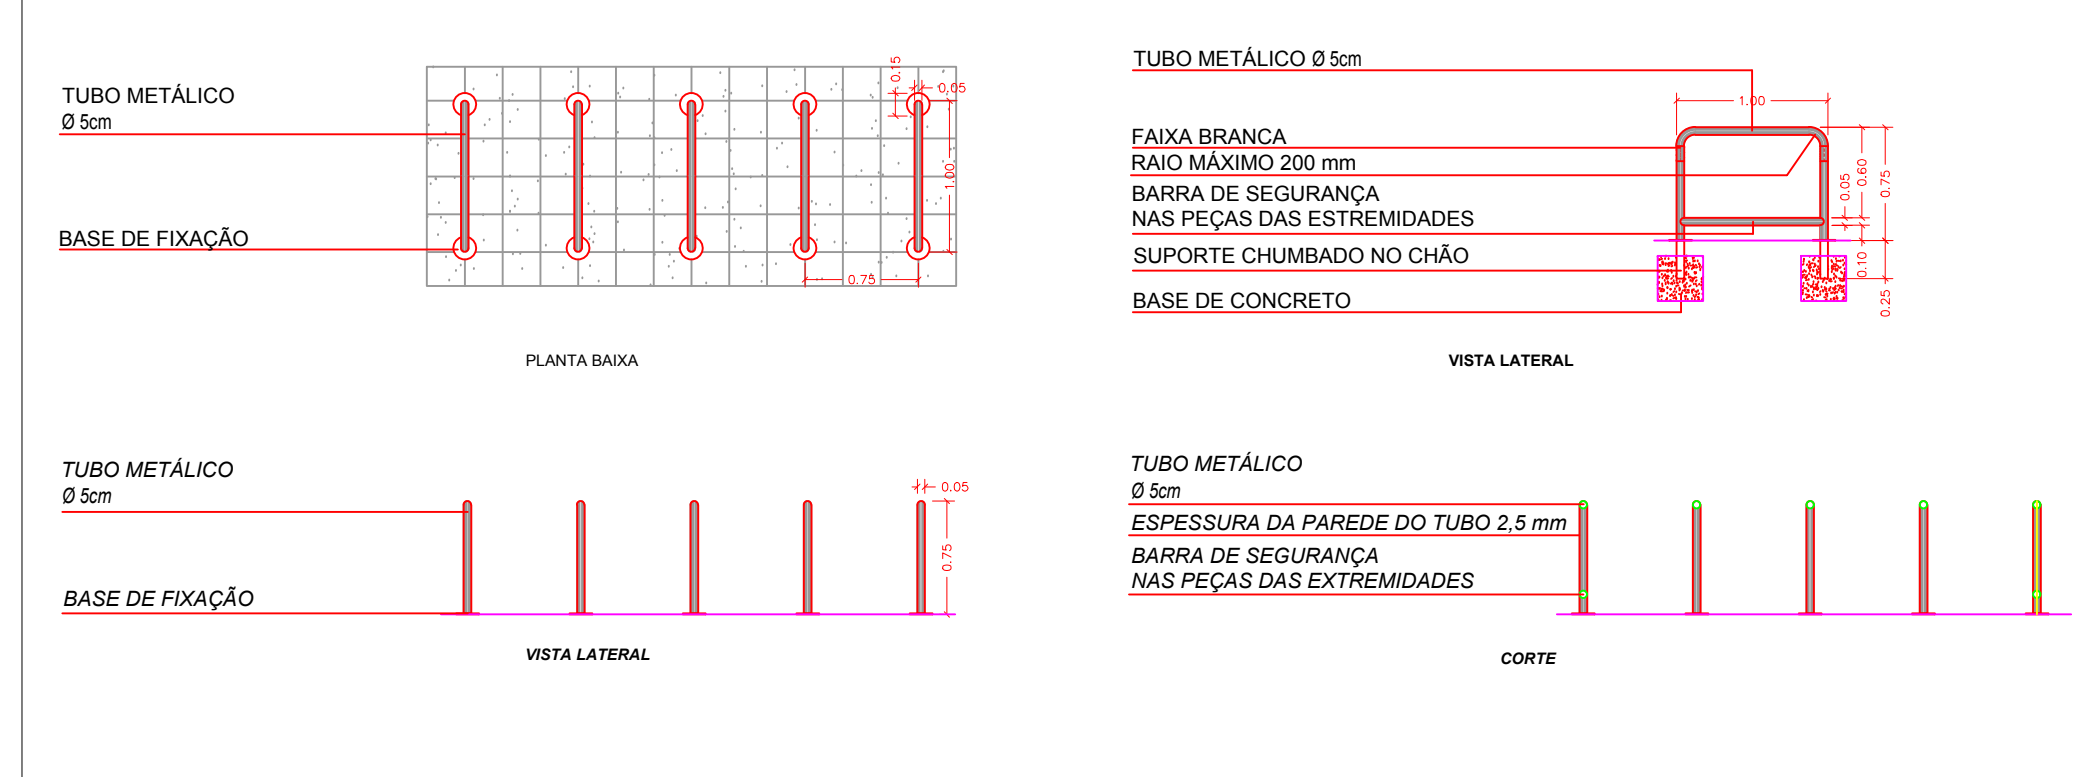 TUBO METÁLICO
Ø 5cm
BASE DE FIXAÇÃO
0.15
0.05
1.00
0.75
PLANTA BAIXA
TUBO METÁLICO Ø 5cm
FAIXA BRANCA
RAIO MÁXIMO 200 mm
BARRA DE SEGURANÇA
NAS PEÇAS DAS ESTREMIDADES
SUPORTE CHUMBADO NO CHÃO
BASE DE CONCRETO
1.00
0.05
0.60
0.75
0.10
0.25
VISTA LATERAL
TUBO METÁLICO
Ø 5cm
BASE DE FIXAÇÃO
0.05
0.75
VISTA LATERAL
TUBO METÁLICO
Ø 5cm
ESPESSURA DA PAREDE DO TUBO 2,5 mm
BARRA DE SEGURANÇA
NAS PEÇAS DAS EXTREMIDADES
CORTE